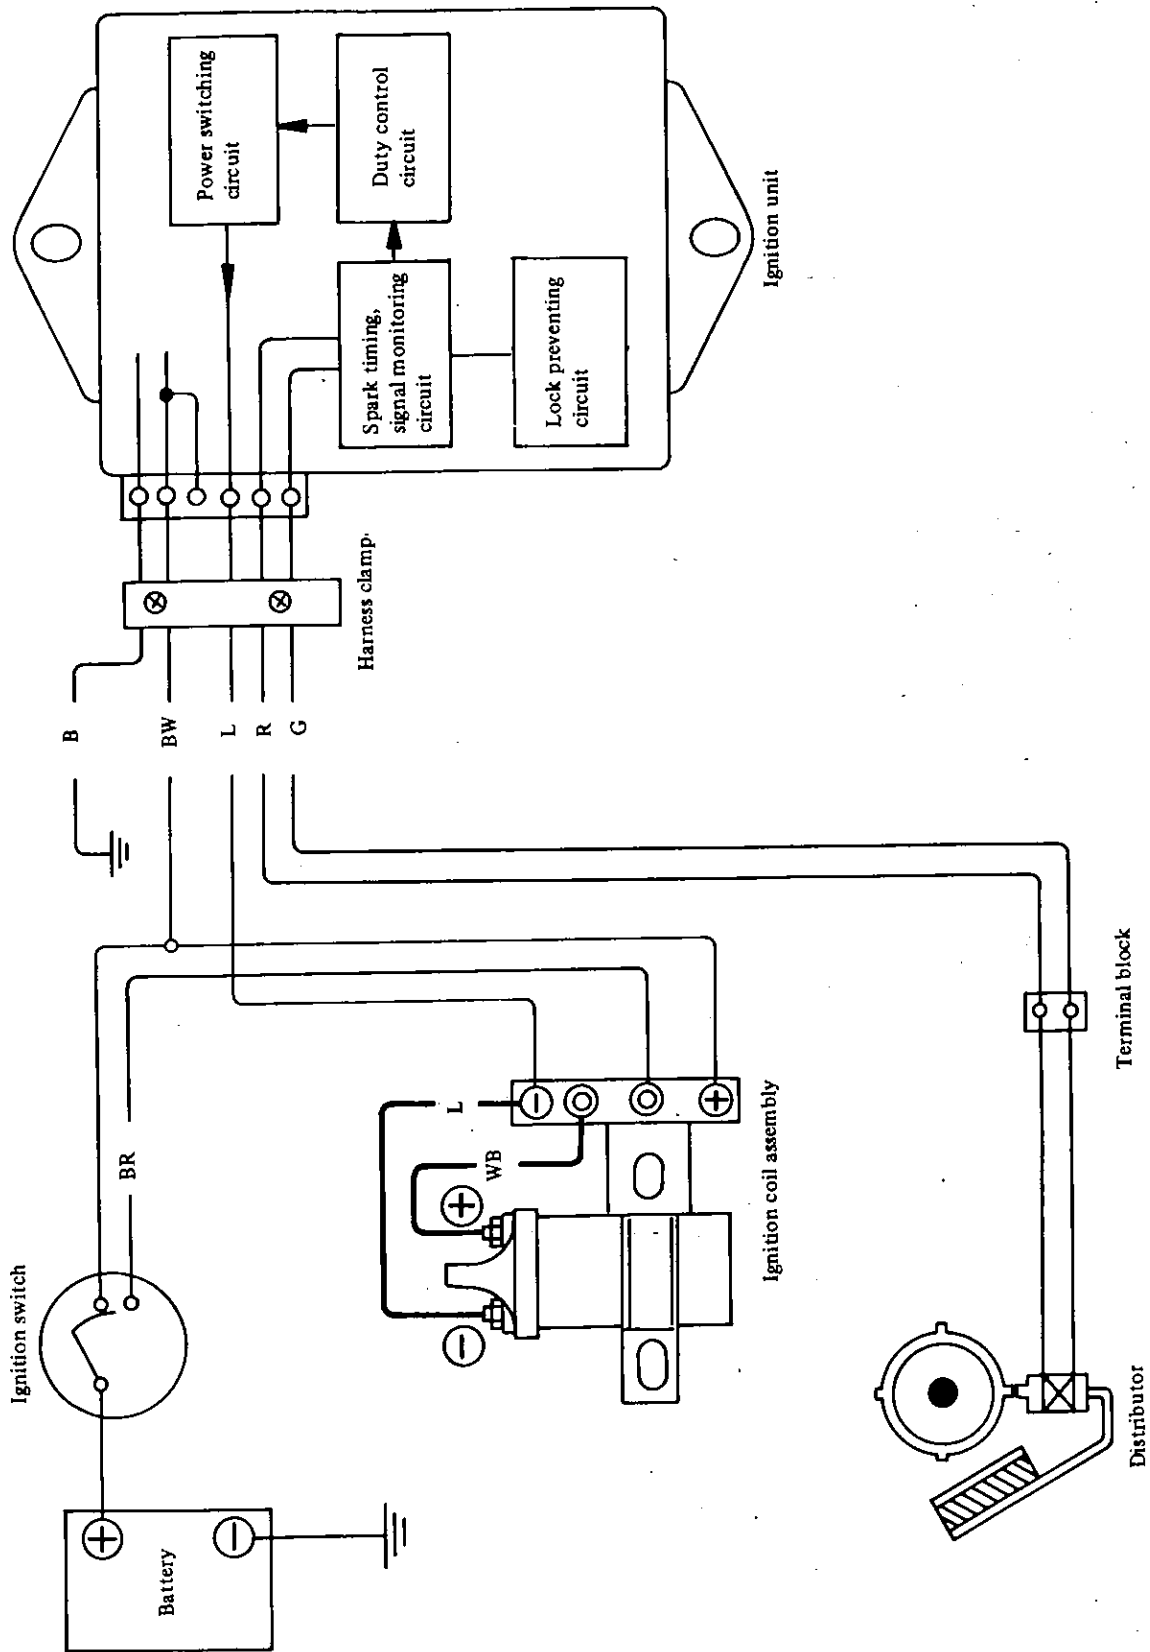 Power switching
circuit
Duty control
circuit
Spark timing,
signal monitoring
circuit
Lock preventing
circuit
Ignition unit
Harness clamp.
B
BW
L
R
G
Ignition switch
BR
Battery
L
WB
Ignition coil assembly
Terminal block
Distributor